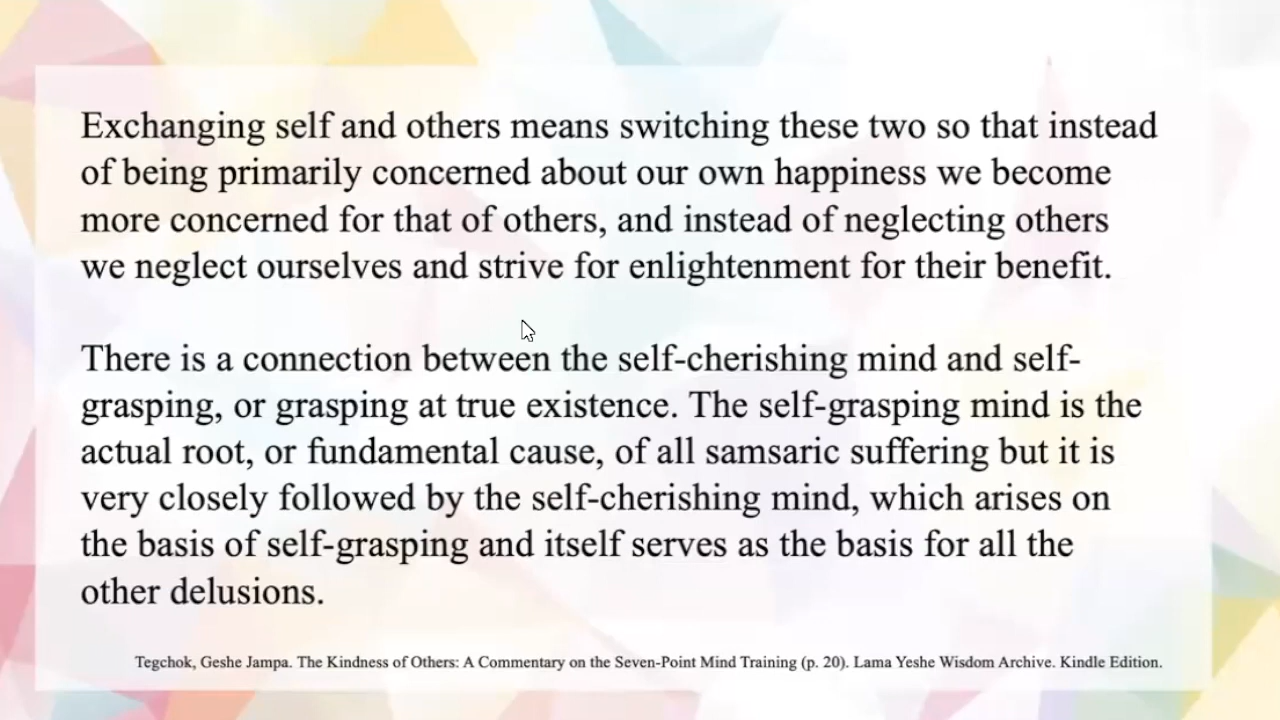 Exchanging self and others means switching these two so that instead
of being primarily concerned about our own happiness we become
more concerned for that of others, and instead of neglecting others
we neglect ourselves and strive for enlightenment for their benefit.
There is a connection between the self-cherishing mind and self-
grasping, or grasping at true existence. The self-grasping mind is the
actual root, or fundamental cause, of all samsaric suffering but it is
very closely followed by the self-cherishing mind, which arises on
the basis of self-grasping and itself serves as the basis for all the
other delusions.
Tegchok, Geshe Jampa. The Kindness of Others: A Commentary on the Seven-Point Mind Training (p. 20). Lama Yeshe Wisdom Archive. Kindle Edition.